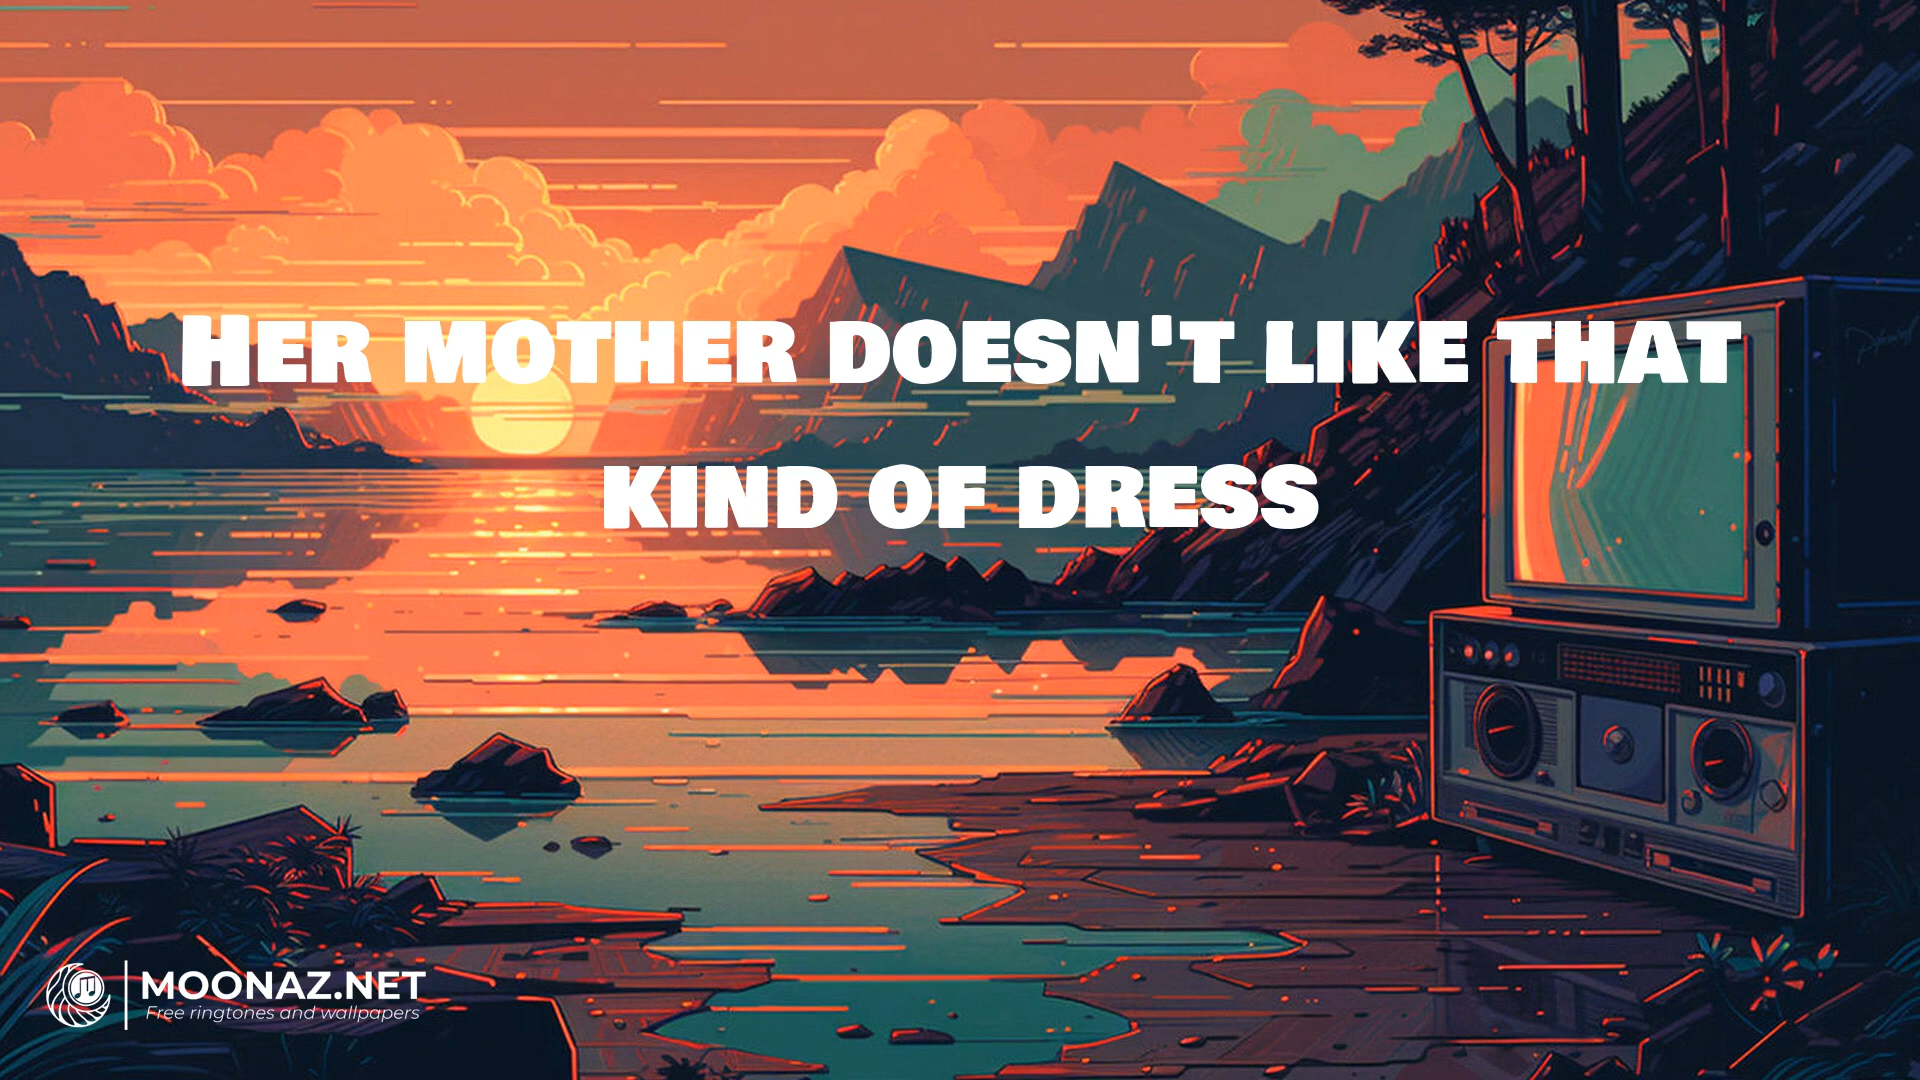 Her mother doesn't like that
kind of dress
MOONAZ.NET
Free ringtones and wallpapers